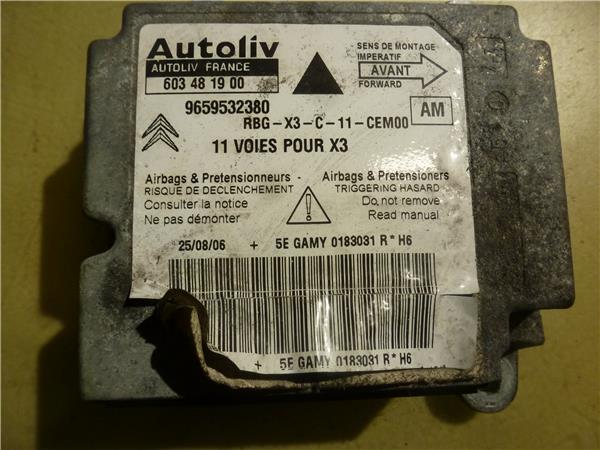 Autoliv
AUTOLIV FRANCE
603 48 19 00
SENS DE MONTAGE
IMPERATIF
AVANT
FORWARD
9659532380
RBG-X3-C-11-CEM00
AM
11 VOIES POUR X3
Airbags & Pretensionneurs
RISQUE DE DECLENCHEMENT
Consulter la notice
Ne pas démonter
!
Airbags & Pretensioners
TRIGGERING HASARD
Do not remove
Read manual
25/08/06 + 5E GAMY 0183031 R*H6
+ 5E GAMY 0183031 R*H6